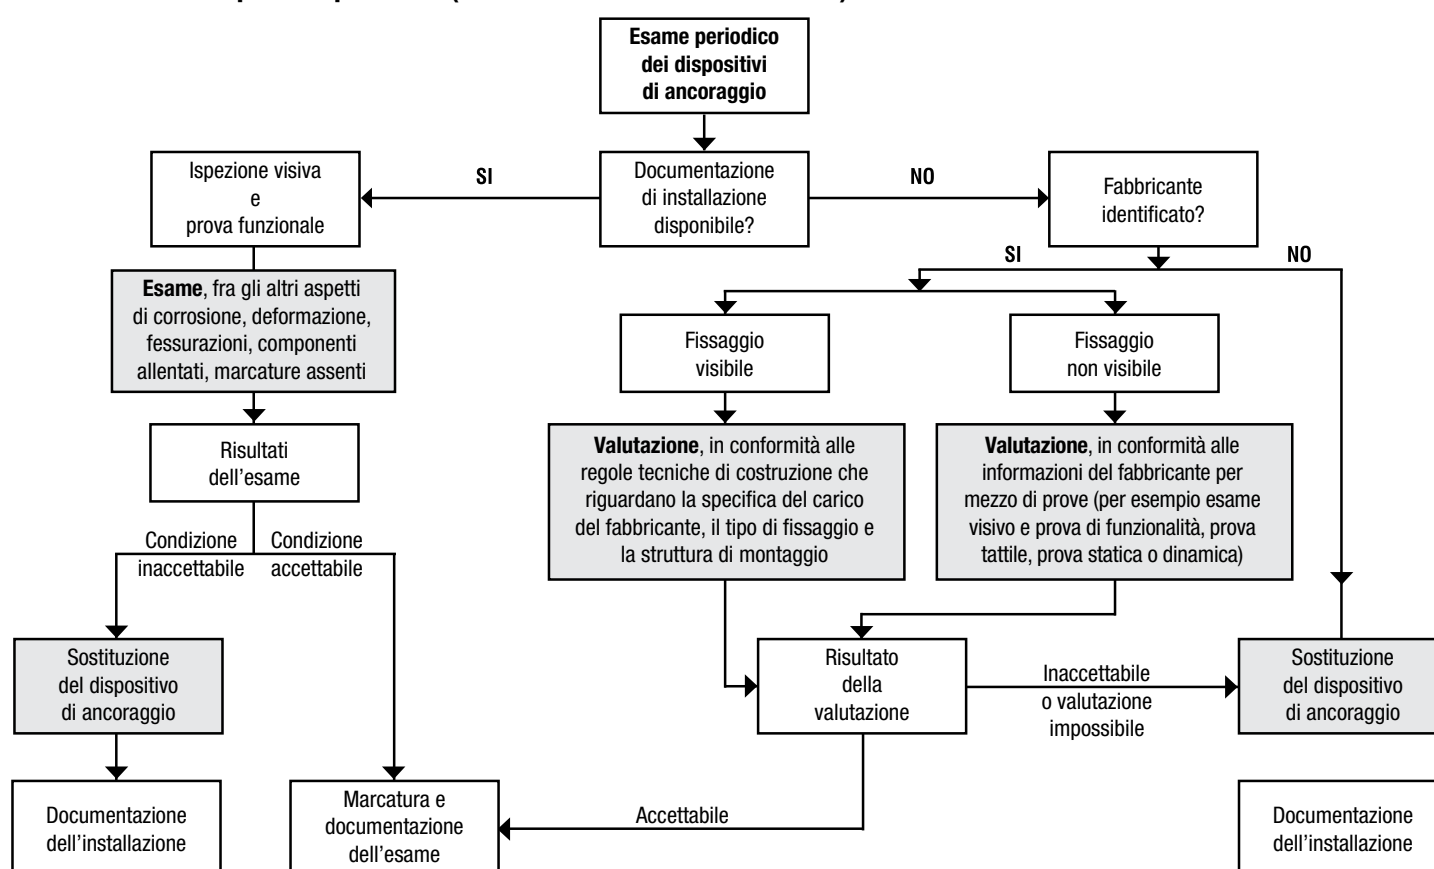 Esame periodico
dei dispositivi
di ancoraggio
Ispezione visiva
e
prova funzionale
SI
Documentazione
di installazione
disponibile?
NO
Fabbricante
identificato?
SI
NO
Esame, fra gli altri aspetti
di corrosione, deformazione,
fessurazioni, componenti
allentati, marcature assenti
Fissaggio
visibile
Fissaggio
non visibile
Risultati
dell'esame
Valutazione, in conformità alle
regole tecniche di costruzione che
riguardano la specifica del carico
del fabbricante, il tipo di fissaggio e
la struttura di montaggio
Valutazione, in conformità alle
informazioni del fabbricante per
mezzo di prove (per esempio esame
visivo e prova di funzionalità, prova
tattile, prova statica o dinamica)
Condizione
inaccettabile
Condizione
accettabile
Sostituzione
del dispositivo
di ancoraggio
Risultato
della
valutazione
Inaccettabile
o valutazione
impossibile
Sostituzione
del dispositivo
di ancoraggio
Documentazione
dell'installazione
Marcatura e
documentazione
dell'esame
Accettabile
Documentazione
dell'installazione